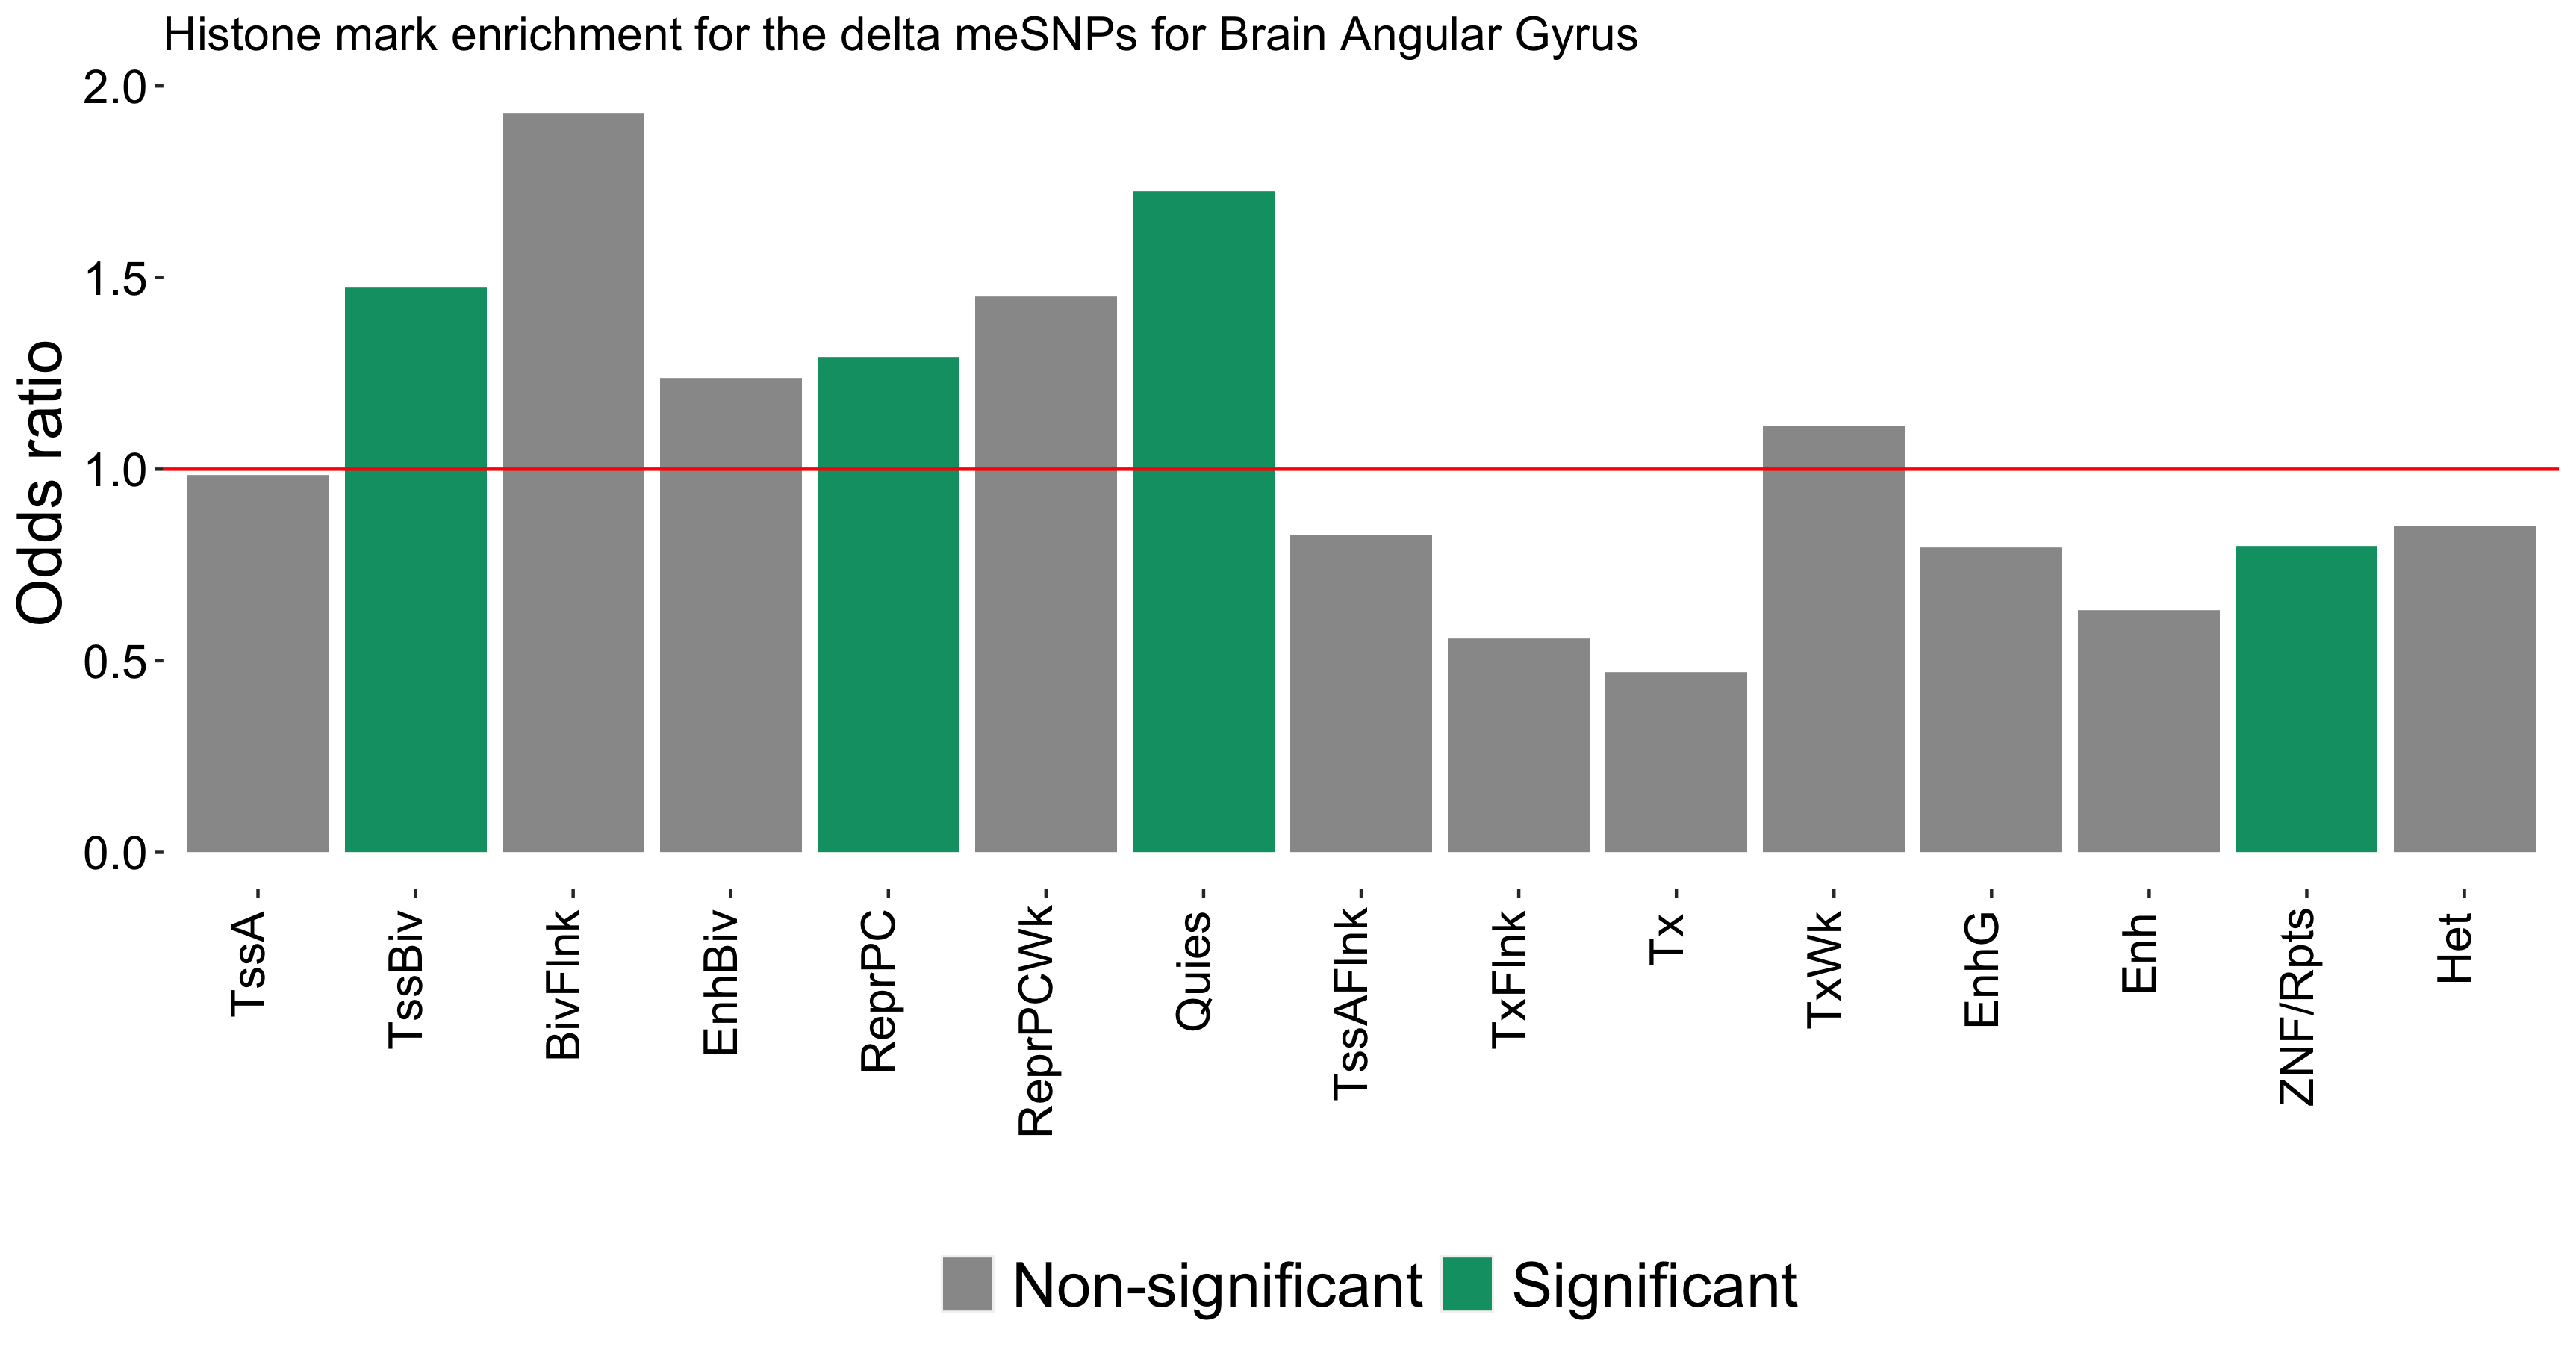 Histone mark enrichment for the delta meSNPs for Brain Angular Gyrus
Odds ratio
2.0
1.5
1.0
0.5
0.0
TssA
TssBiv
BivFlnk
EnhBiv
ReprPC
ReprPCWk
Quies
TssAFlnk
TxFlnk
Tx
TxWk
EnhG
Enh
ZNF/Rpts
Het
Non-significant
Significant